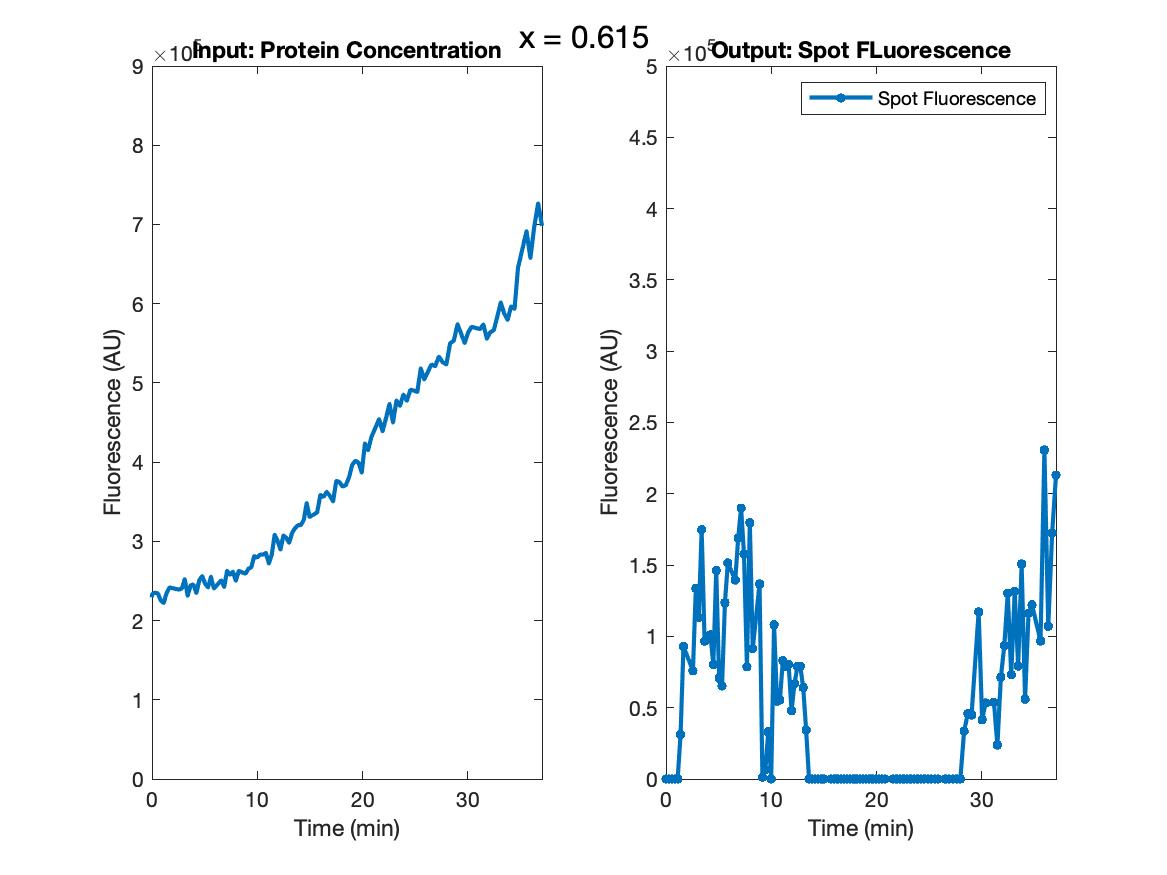 x = 0.615
×10⁵
Input: Protein Concentration
×10⁵
Output: Spot FLuorescence
9
8
7
6
5
4
3
2
1
0
Fluorescence (AU)
0 10 20 30
Time (min)
5
4.5
4
3.5
3
2.5
2
1.5
1
0.5
0
Fluorescence (AU)
Spot Fluorescence
0 10 20 30
Time (min)